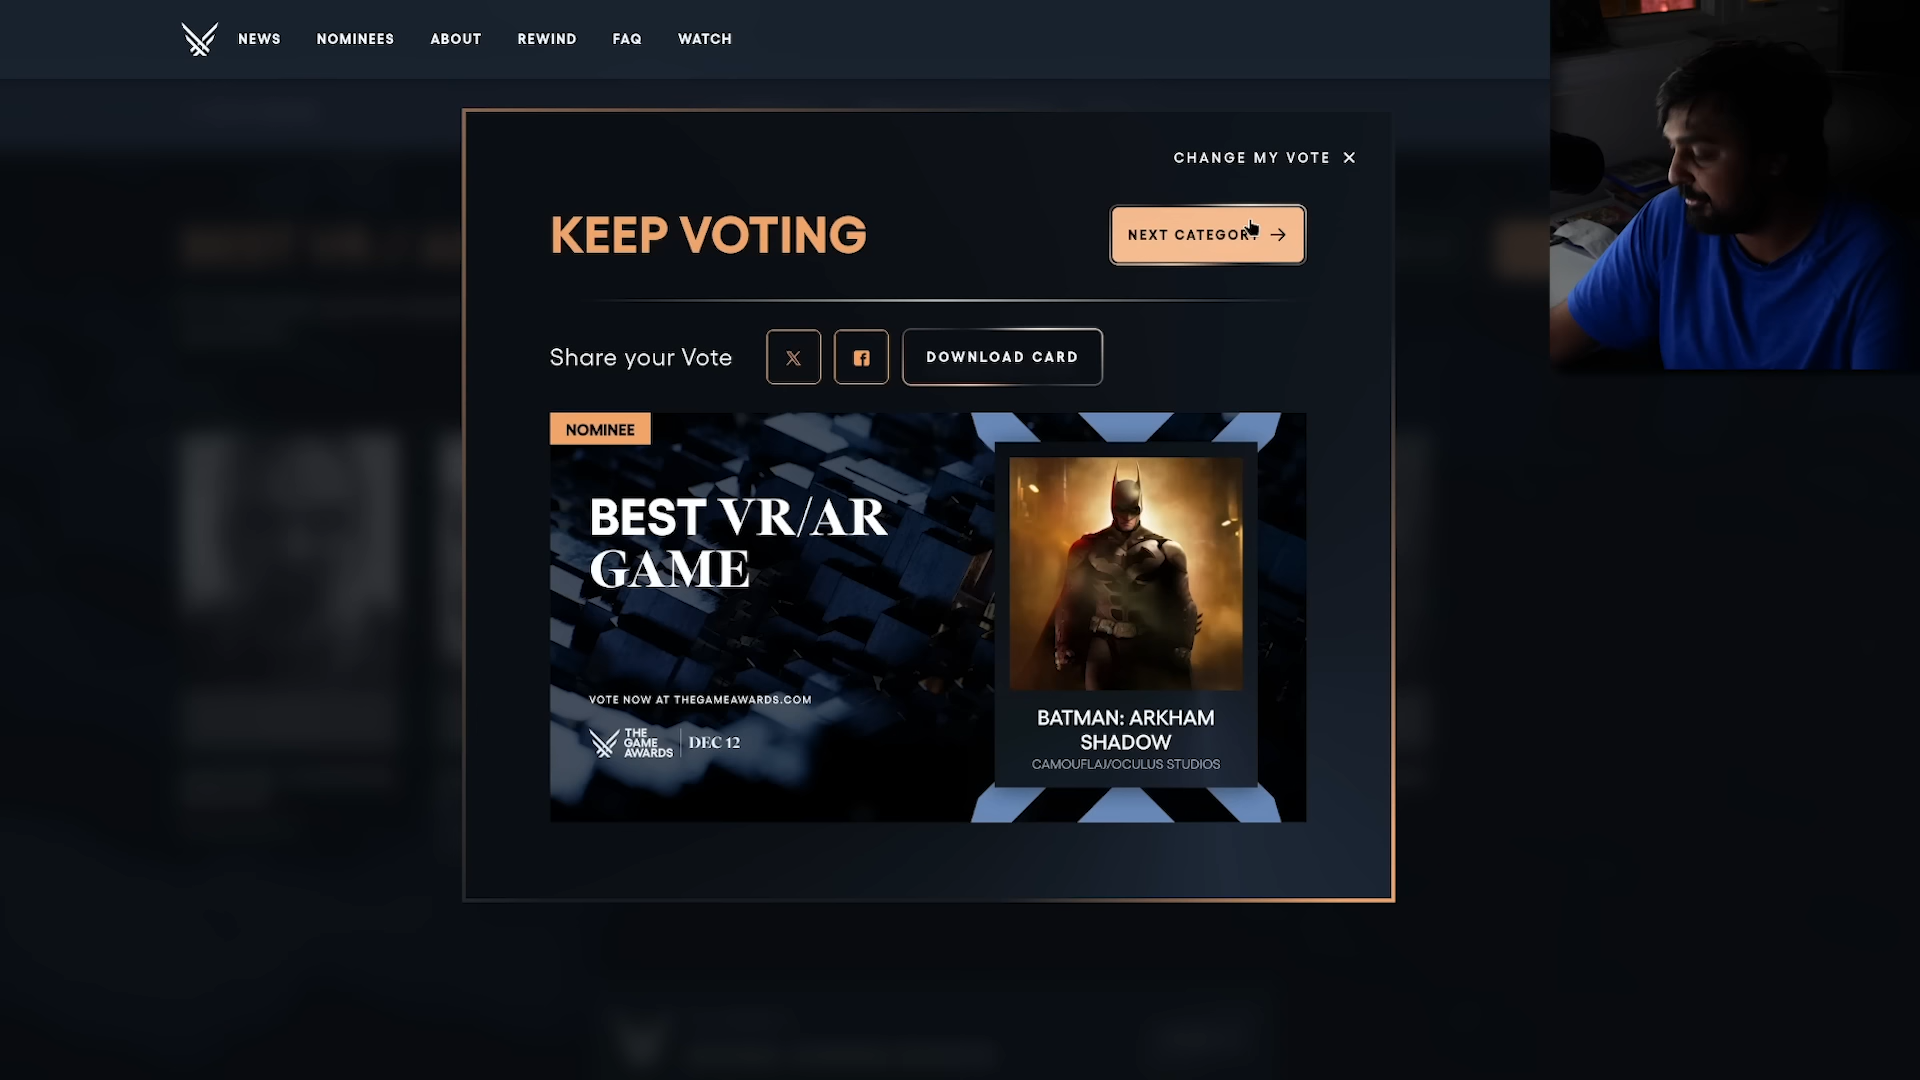 NEWS NOMINEES ABOUT REWIND FAQ WATCH
CHANGE MY VOTE
KEEP VOTING
NEXT CATEGORY
Share your Vote
DOWNLOAD CARD
NOMINEE
BEST VR/AR
GAME
VOTE NOW AT THEGAMEAWARDS.COM
THE
GAME
AWARDS
DEC 12
BATMAN: ARKHAM
SHADOW
CAMOUFLAJ/OCULUS STUDIOS